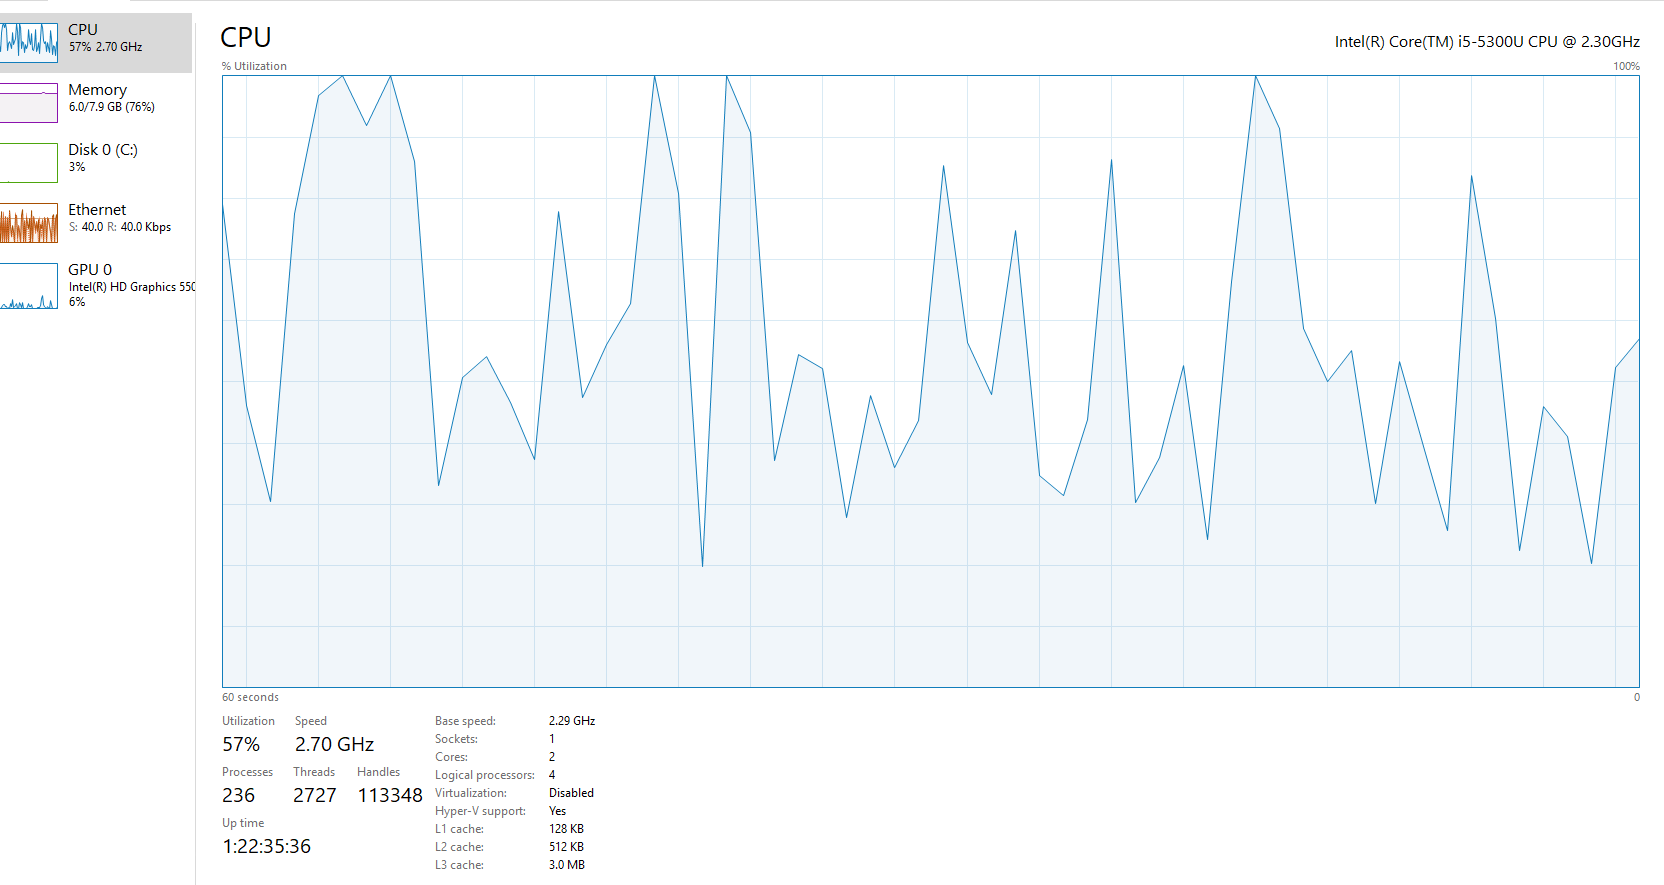 CPU
57% 2.70 GHz
Memory
6.0/7.9 GB (76%)
Disk 0 (C:)
3%
Ethernet
S: 40.0 R: 40.0 Kbps
GPU 0
Intel(R) HD Graphics 550
6%
CPU
Intel(R) Core(TM) i5-5300U CPU @ 2.30GHz
% Utilization
100%
60 seconds
0
Utilization
Speed
57%
2.70 GHz
Processes
Threads
Handles
236
2727
113348
Up time
1:22:35:36
Base speed: 2.29 GHz
Sockets: 1
Cores: 2
Logical processors: 4
Virtualization: Disabled
Hyper-V support: Yes
L1 cache: 128 KB
L2 cache: 512 KB
L3 cache: 3.0 MB